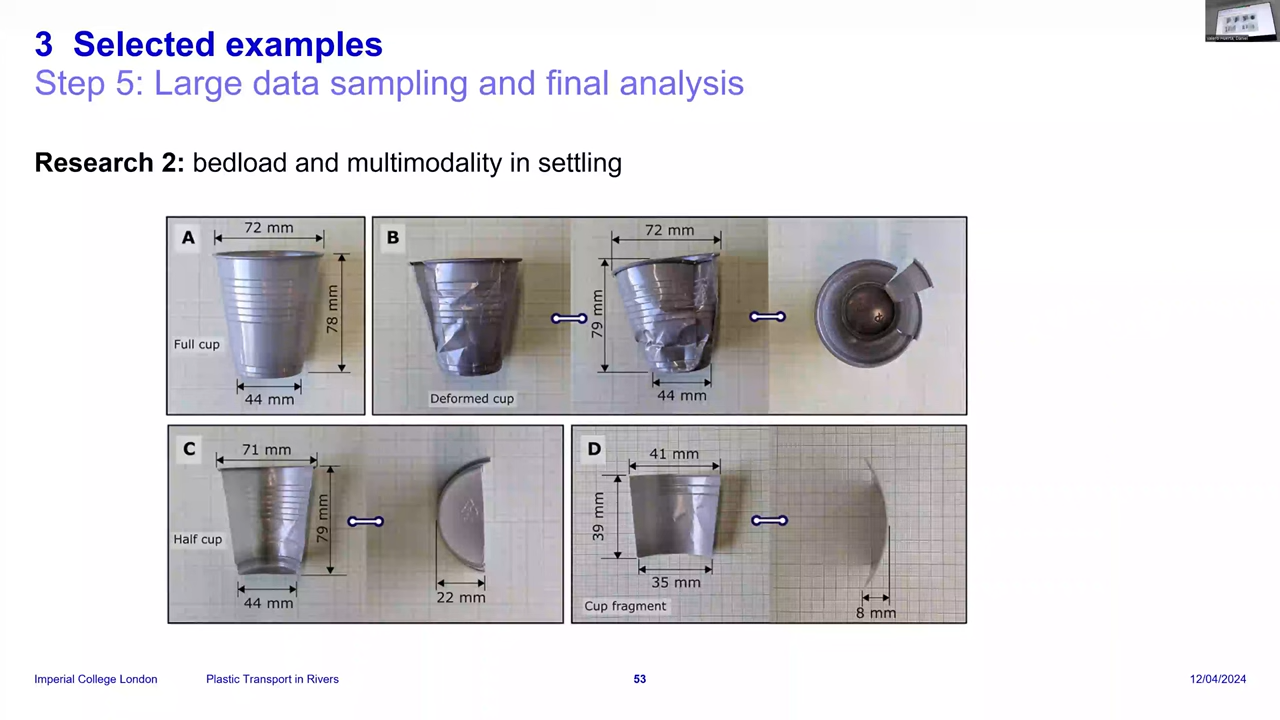 3 Selected examples
Step 5: Large data sampling and final analysis
Research 2: bedload and multimodality in settling
A
72 mm
78 mm
Full cup
44 mm
B
Deformed cup
72 mm
79 mm
44 mm
C
71 mm
79 mm
Half cup
44 mm
22 mm
D
41 mm
39 mm
35 mm
Cup fragment
8 mm
Imperial College London
Plastic Transport in Rivers
53
12/04/2024